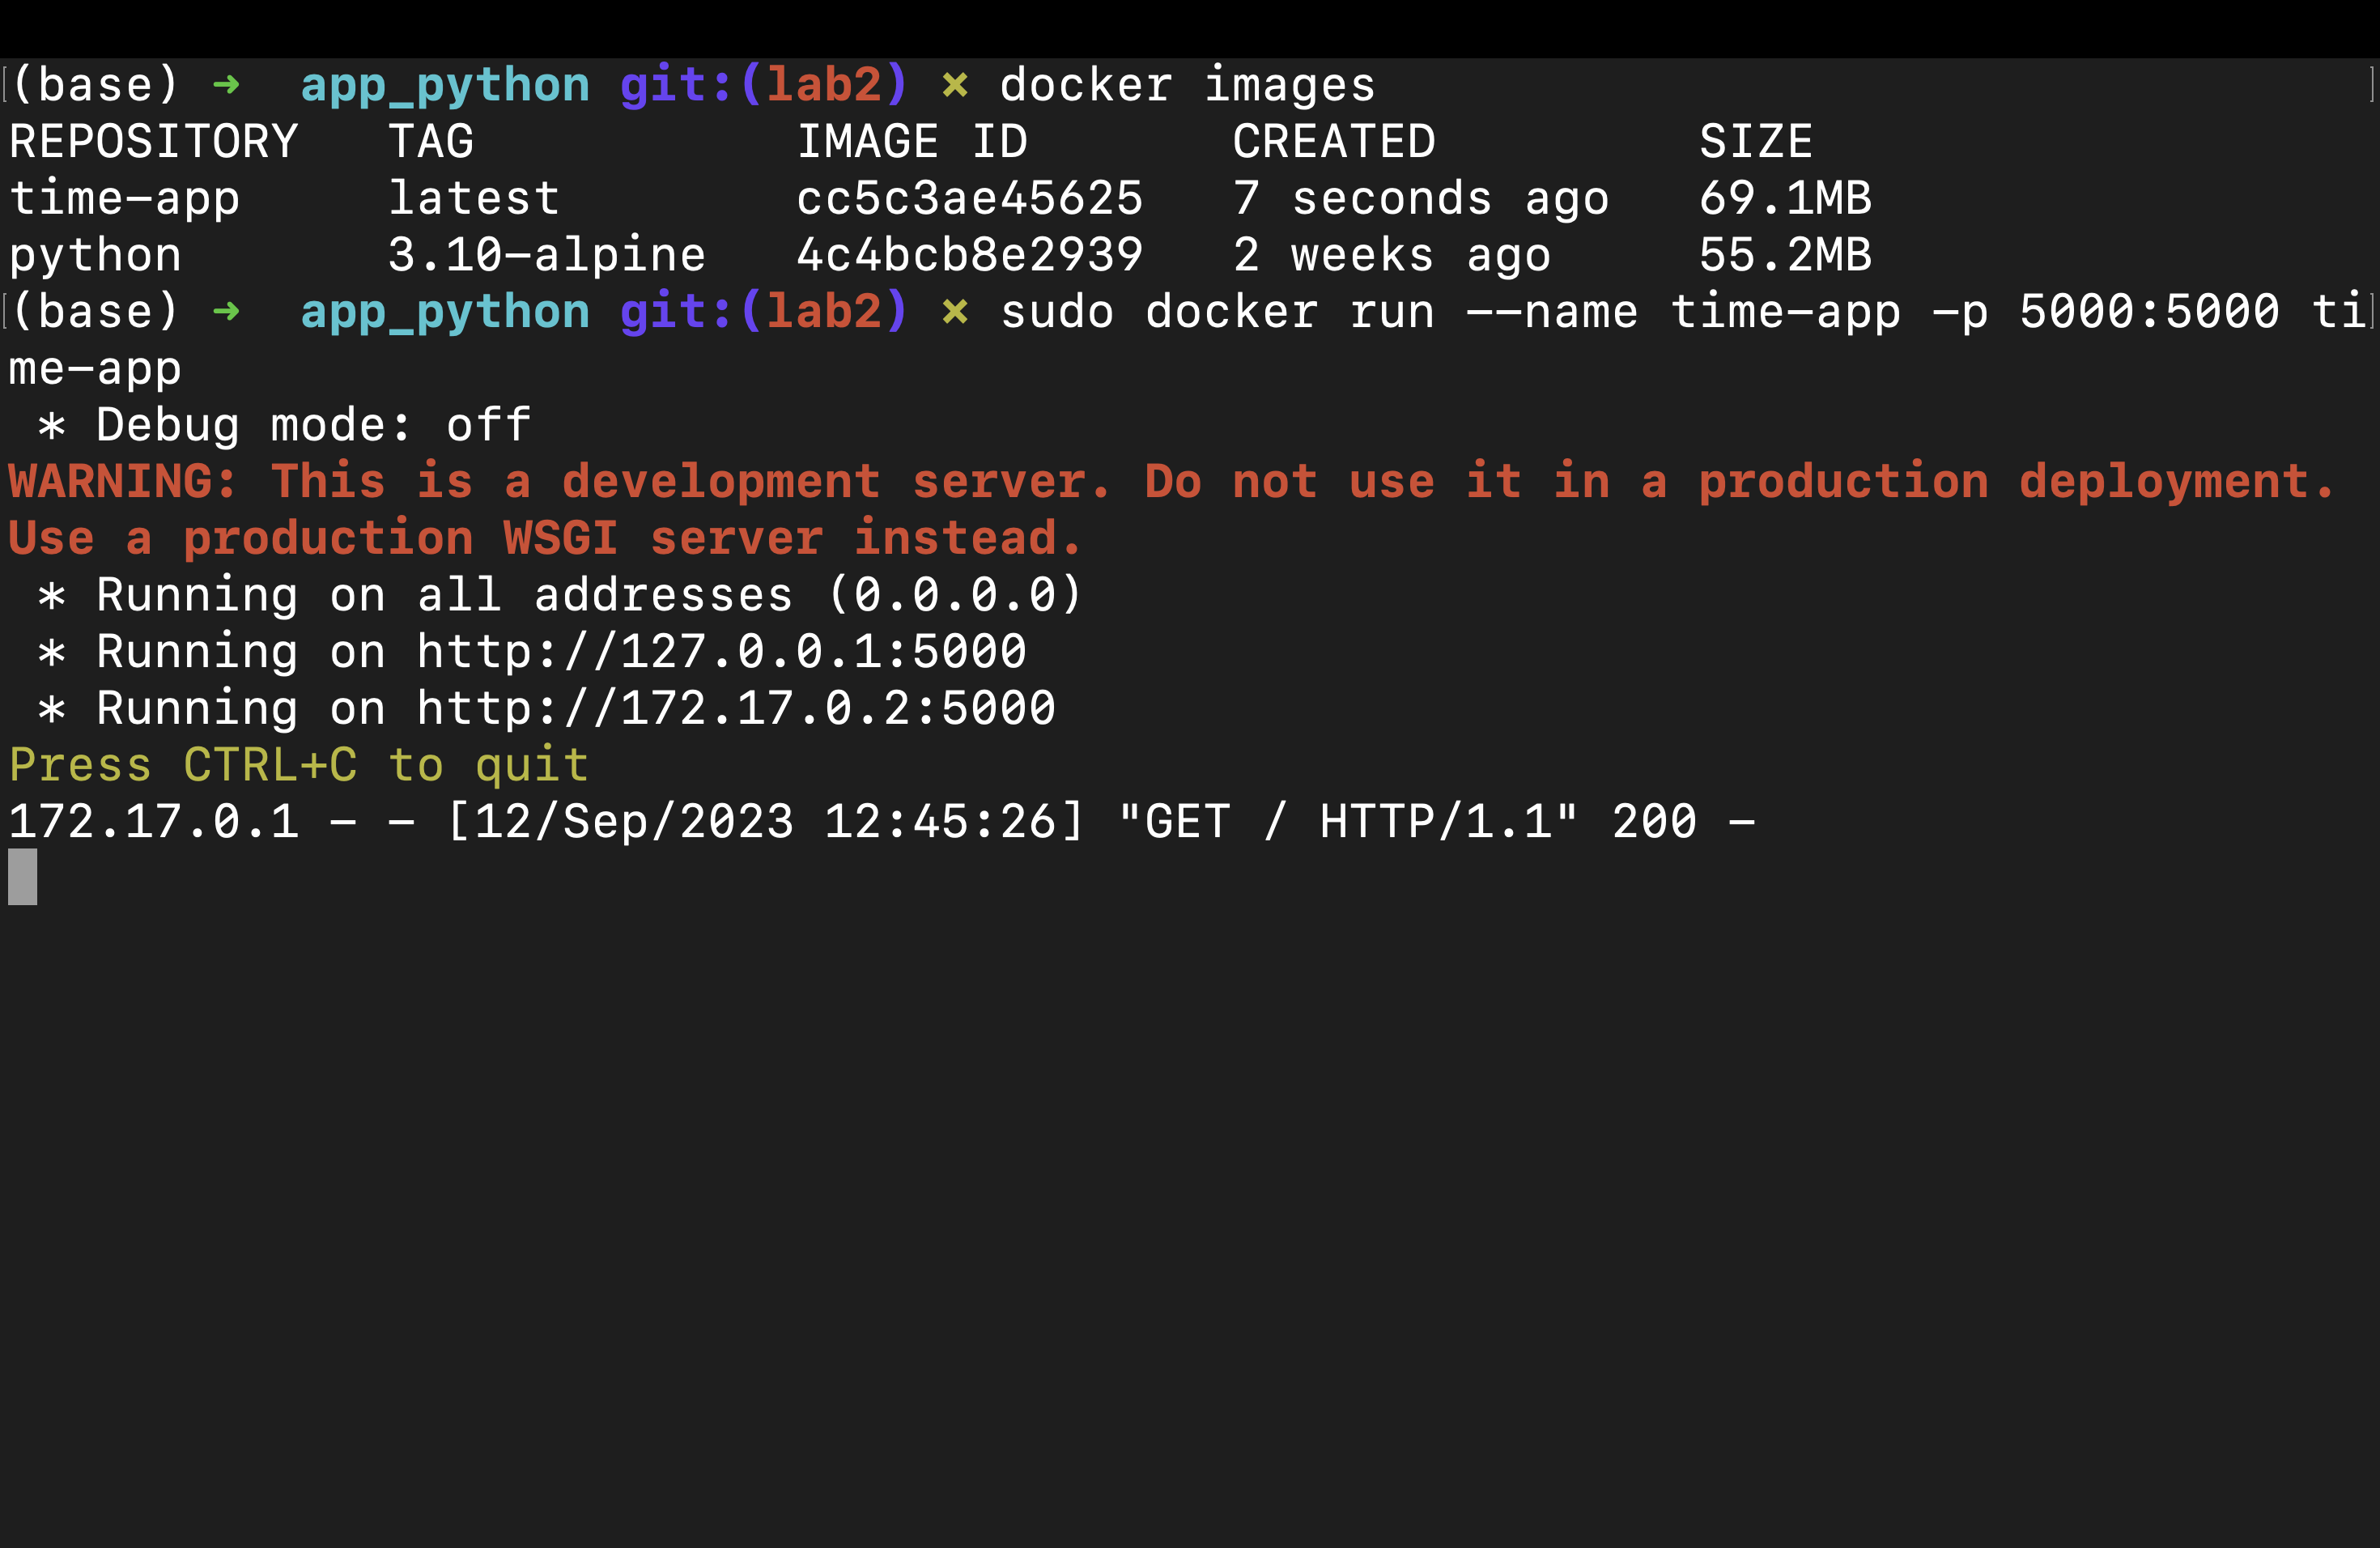 (base) ➜  app_python git:(lab2) ✗ docker images
REPOSITORY   TAG           IMAGE ID       CREATED         SIZE
time-app     latest        cc5c3ae45625   7 seconds ago   69.1MB
python       3.10-alpine   4c4bcb8e2939   2 weeks ago     55.2MB
(base) ➜  app_python git:(lab2) ✗ sudo docker run --name time-app -p 5000:5000 ti
me-app
 * Debug mode: off
WARNING: This is a development server. Do not use it in a production deployment.
Use a production WSGI server instead.
 * Running on all addresses (0.0.0.0)
 * Running on http://127.0.0.1:5000
 * Running on http://172.17.0.2:5000
Press CTRL+C to quit
172.17.0.1 - - [12/Sep/2023 12:45:26] "GET / HTTP/1.1" 200 -